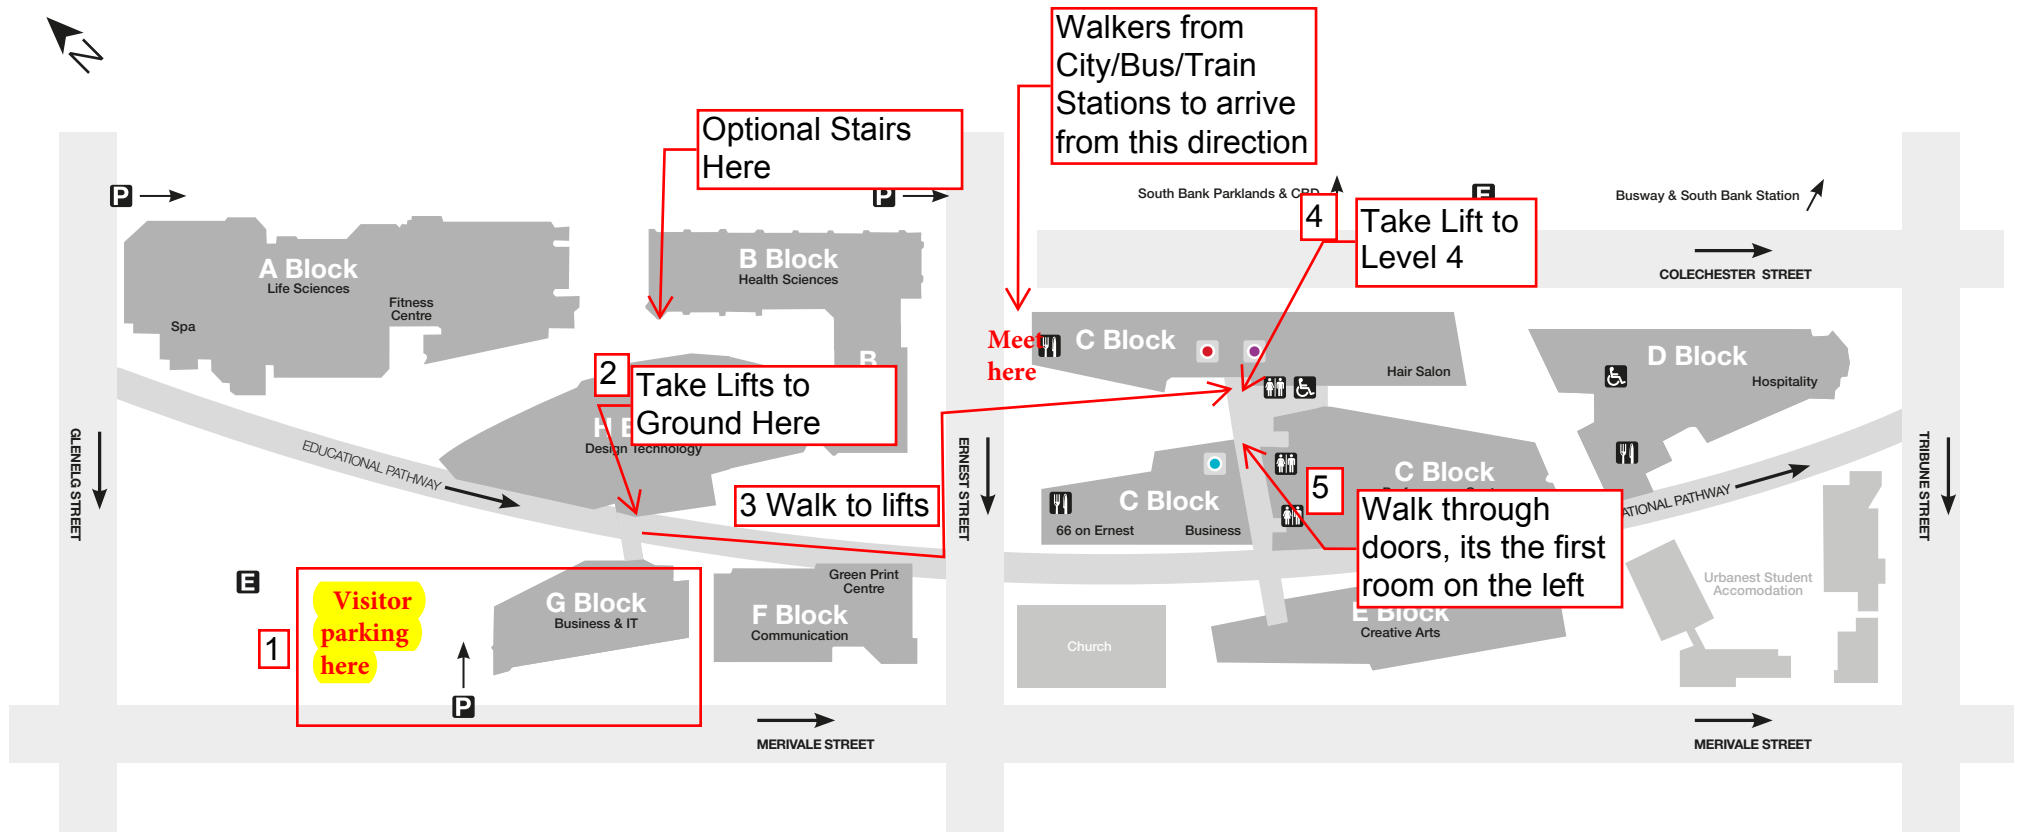 N
Walkers from
City/Bus/Train
Stations to arrive
from this direction
Optional Stairs
Here
P
P
South Bank Parklands & CBD
E
Busway & South Bank Station
4
Take Lift to
Level 4
COLECHESTER STREET
A Block
Life Sciences
Fitness
Centre
Spa
B Block
Health Sciences
B
Meet
here
C Block
Hair Salon
D Block
Hospitality
2
Take Lifts to
Ground Here
H
Design Technology
EDUCATIONAL PATHWAY
GLENELG STREET
ERNEST STREET
TRIBUNE STREET
3 Walk to lifts
C Block
66 on Ernest
Business
C Block
5
Walk through
doors, its the first
room on the left
ATIONAL PATHWAY
E
1
Visitor
parking
here
P
G Block
Business & IT
Green Print
Centre
F Block
Communication
Church
E Block
Creative Arts
Urbanest Student
Accomodation
MERIVALE STREET
MERIVALE STREET